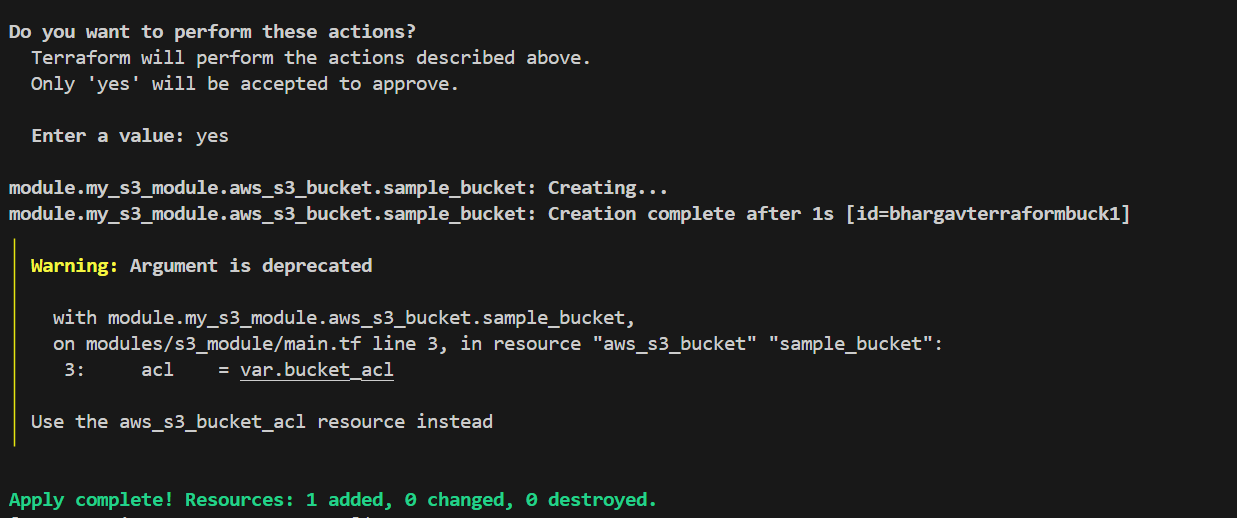 Do you want to perform these actions?
Terraform will perform the actions described above.
Only 'yes' will be accepted to approve.
Enter a value: yes
module.my_s3_module.aws_s3_bucket.sample_bucket: Creating...
module.my_s3_module.aws_s3_bucket.sample_bucket: Creation complete after 1s [id=bhargavterraformbuck1]
Warning: Argument is deprecated
with module.my_s3_module.aws_s3_bucket.sample_bucket,
on modules/s3_module/main.tf line 3, in resource "aws_s3_bucket" "sample_bucket":
3: acl = var.bucket_acl
Use the aws_s3_bucket_acl resource instead
Apply complete! Resources: 1 added, 0 changed, 0 destroyed.